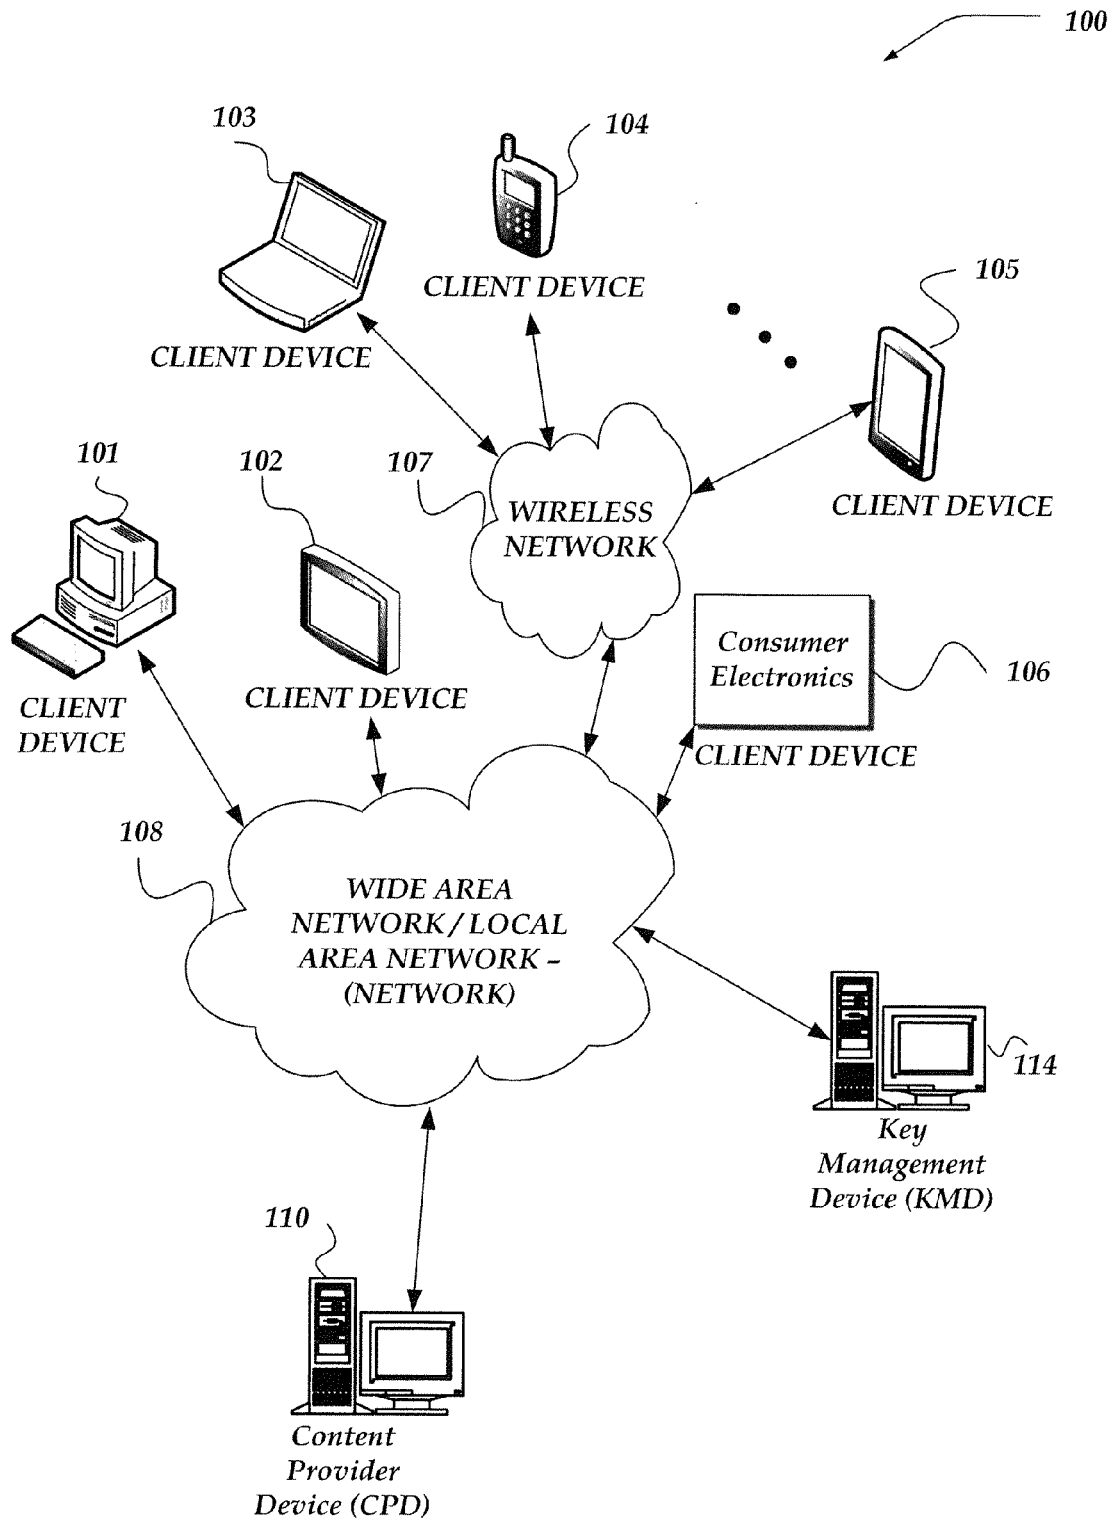 100
103
104
CLIENT DEVICE
105
CLIENT DEVICE
101
102
107
CLIENT DEVICE
WIRELESS
NETWORK
Consumer
Electronics
106
CLIENT
DEVICE
CLIENT DEVICE
CLIENT DEVICE
108
WIDE AREA
NETWORK / LOCAL
AREA NETWORK –
(NETWORK)
114
Key
Management
Device (KMD)
110
Content
Provider
Device (CPD)